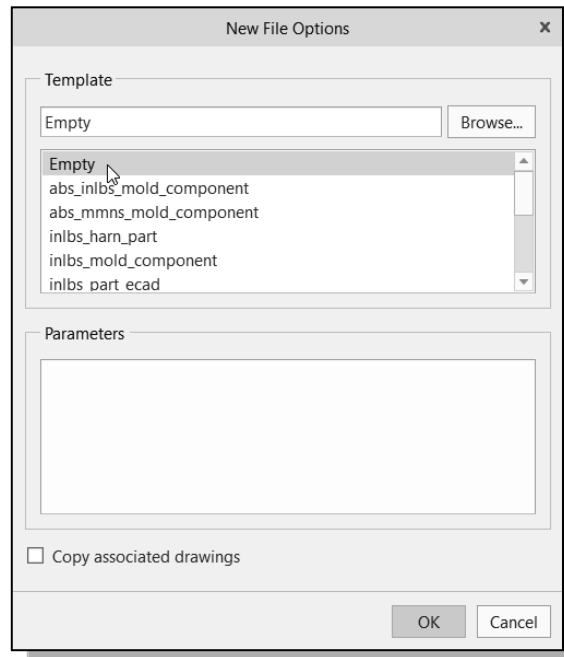 New File Options x
Template
Empty Browse...
Empty
abs_inlbs_mold_component
abs_mmns_mold_component
inlbs_harn_part
inlbs_mold_component
inlbs_part_ecad
Parameters
Copy associated drawings
OK Cancel